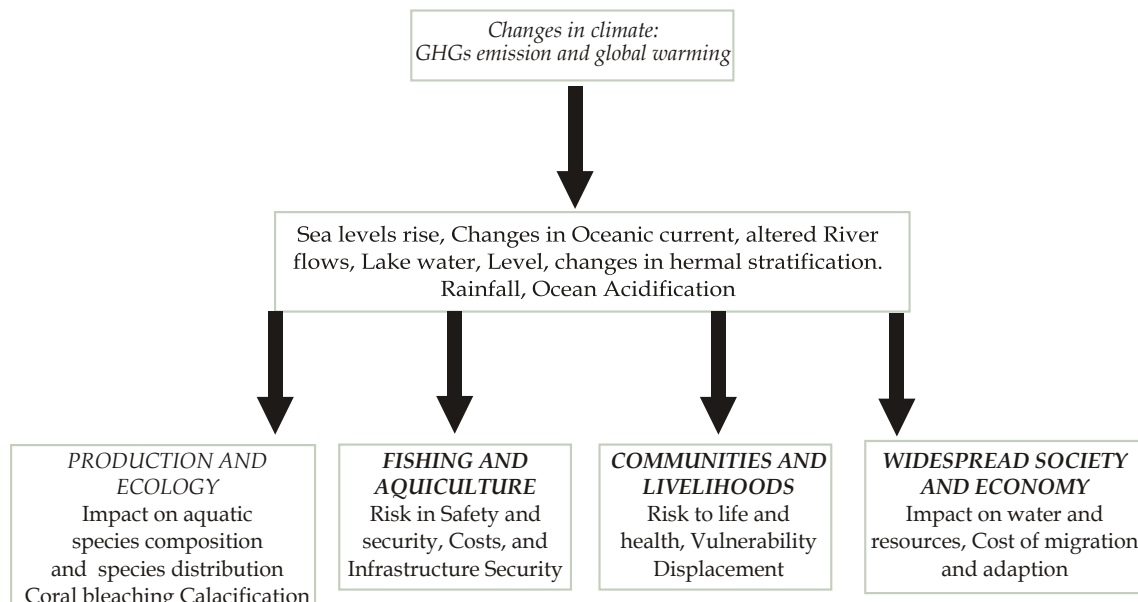 Changes in climate:
GHGs emission and global warming
Sea levels rise, Changes in Oceanic current, altered River
flows, Lake water, Level, changes in hermal stratification.
Rainfall, Ocean Acidification
PRODUCTION AND
ECOLOGY
Impact on aquatic
species composition
and species distribution
Coral bleaching Calacification
FISHING AND
AQUICULTURE
Risk in Safety and
security, Costs, and
Infrastructure Security
COMMUNITIES AND
LIVELIHOODS
Risk to life and
health, Vulnerability
Displacement
WIDESPREAD SOCIETY
AND ECONOMY
Impact on water and
resources, Cost of migration
and adaption